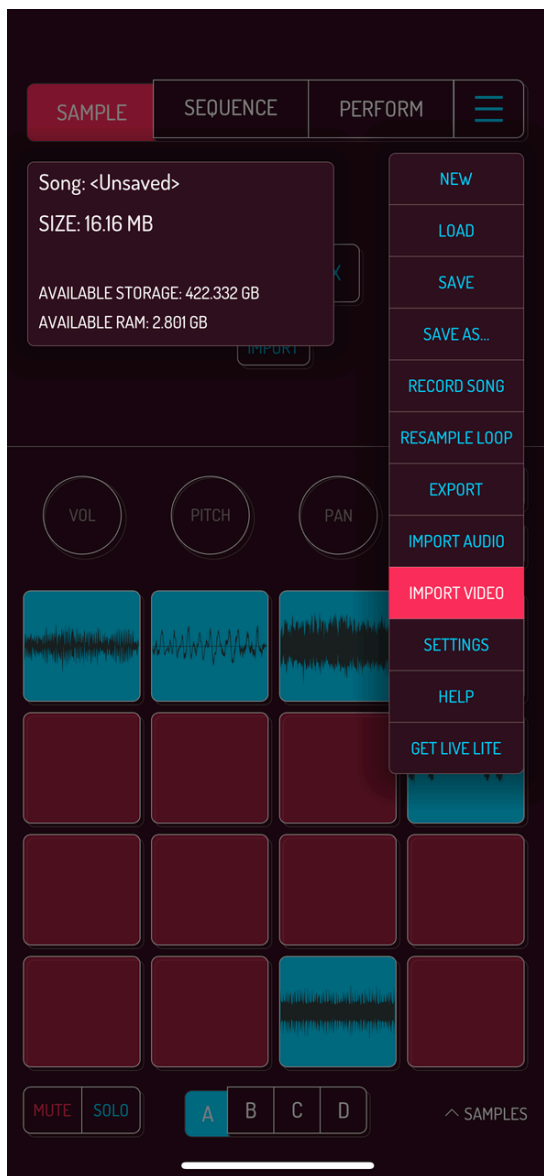 SAMPLE
SEQUENCE
PERFORM
Song: <Unsaved>
SIZE: 16.16 MB
AVAILABLE STORAGE: 422.332 GB
AVAILABLE RAM: 2.801 GB
X
IMPORT
NEW
LOAD
SAVE
SAVE AS...
RECORD SONG
RESAMPLE LOOP
EXPORT
IMPORT AUDIO
IMPORT VIDEO
SETTINGS
HELP
GET LIVE LITE
VOL
PITCH
PAN
MUTE
SOLO
A
B
C
D
SAMPLES